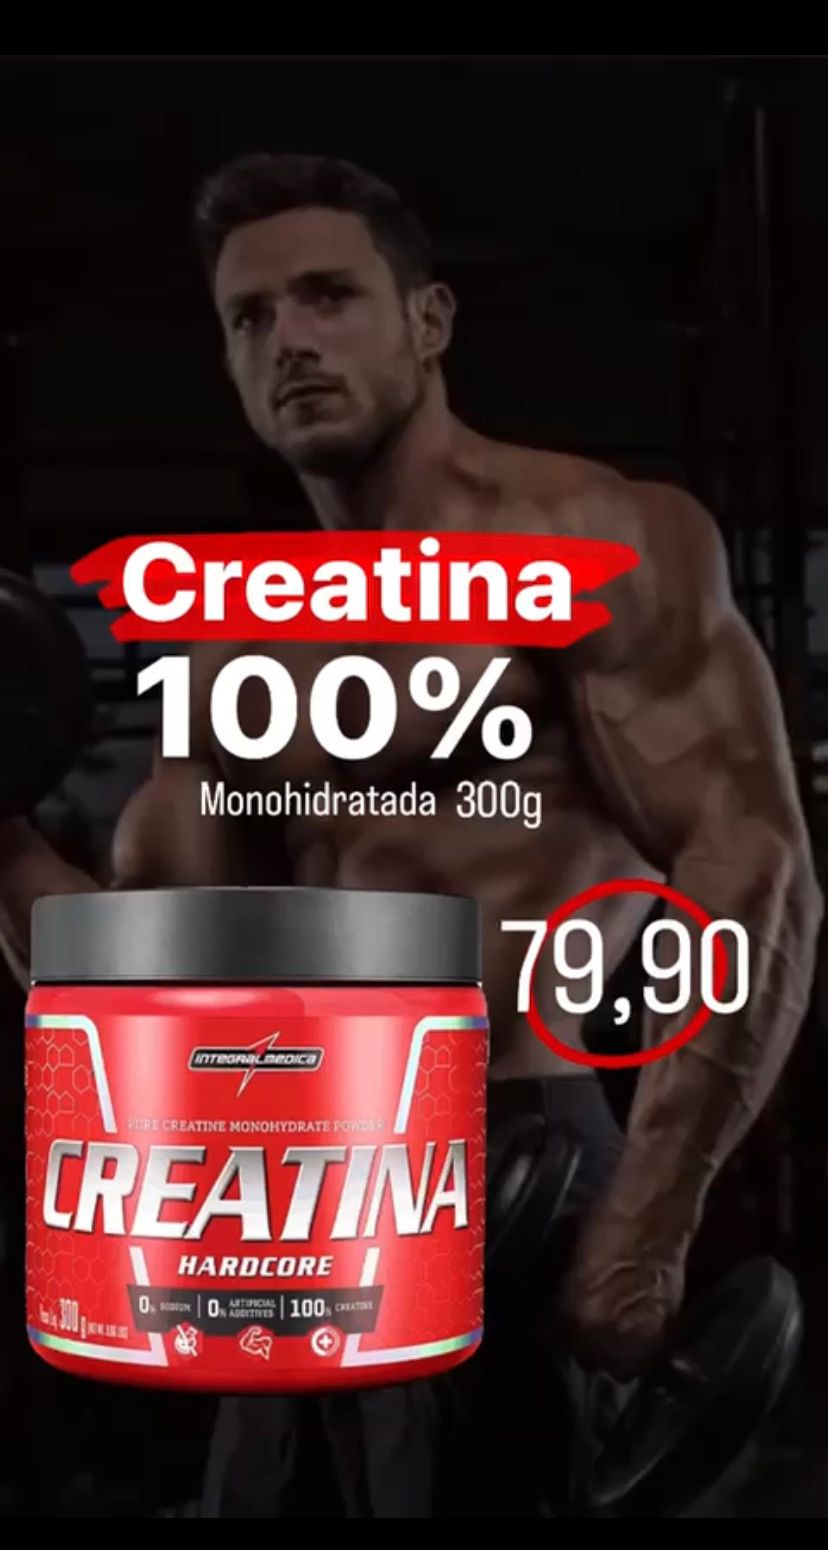 Creatina
100%
Monohidratada 300g
79,90
INTEGRALMEDICA
PURE CREATINE MONOHYDRATE POWDER
CREATINA
HARDCORE
0% SODIUM | 0% ARTIFICIAL ADDITIVES | 100% CREATINE
300 g